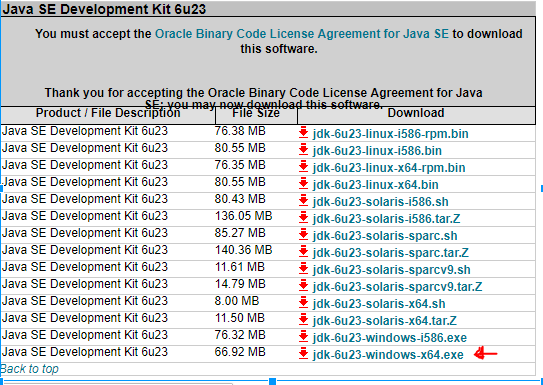 Java SE Development Kit 6u23
You must accept the Oracle Binary Code License Agreement for Java SE to download
this software.
Thank you for accepting the Oracle Binary Code License Agreement for Java
SE; you may now download this software.
Product / File Description File Size Download
Java SE Development Kit 6u23 76.38 MB jdk-6u23-linux-i586-rpm.bin
Java SE Development Kit 6u23 80.55 MB jdk-6u23-linux-i586.bin
Java SE Development Kit 6u23 76.35 MB jdk-6u23-linux-x64-rpm.bin
Java SE Development Kit 6u23 80.55 MB jdk-6u23-linux-x64.bin
Java SE Development Kit 6u23 80.43 MB jdk-6u23-solaris-i586.sh
Java SE Development Kit 6u23 136.05 MB jdk-6u23-solaris-i586.tar.Z
Java SE Development Kit 6u23 85.27 MB jdk-6u23-solaris-sparc.sh
Java SE Development Kit 6u23 140.36 MB jdk-6u23-solaris-sparc.tar.Z
Java SE Development Kit 6u23 11.61 MB jdk-6u23-solaris-sparcv9.sh
Java SE Development Kit 6u23 14.79 MB jdk-6u23-solaris-sparcv9.tar.Z
Java SE Development Kit 6u23 8.00 MB jdk-6u23-solaris-x64.sh
Java SE Development Kit 6u23 11.50 MB jdk-6u23-solaris-x64.tar.Z
Java SE Development Kit 6u23 76.32 MB jdk-6u23-windows-i586.exe
Java SE Development Kit 6u23 66.92 MB jdk-6u23-windows-x64.exe
Back to top